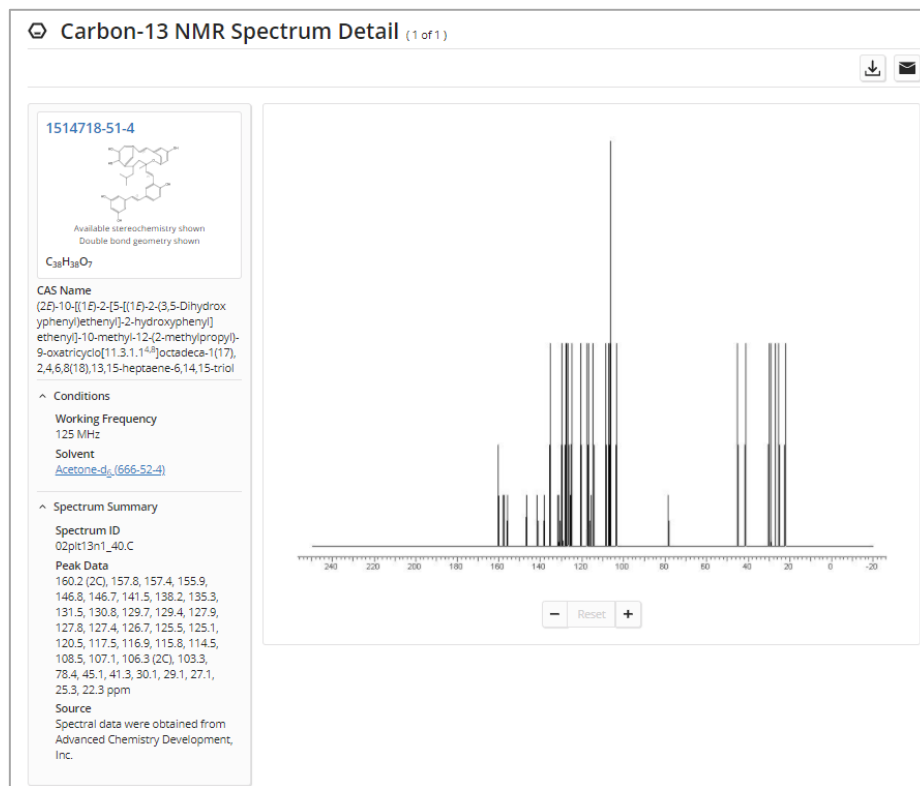 Carbon-13 NMR Spectrum Detail (1 of 1)
1514718-51-4
Available stereochemistry shown
Double bond geometry shown
C₃₈H₃₈O₇
CAS Name
(2E)-10-[(1E)-2-[5-[(1E)-2-(3,5-Dihydrox
yphenyl)ethenyl]-2-hydroxyphenyl]
ethenyl]-10-methyl-12-(2-methylpropyl)-
9-oxatricyclo[11.3.1.1⁴,⁸]octadeca-1(17),
2,4,6,8(18),13,15-heptaene-6,14,15-triol
Conditions
Working Frequency
125 MHz
Solvent
Acetone-d₆ (666-52-4)
Spectrum Summary
Spectrum ID
02plt13n1_40.C
Peak Data
160.2 (2C), 157.8, 157.4, 155.9,
146.8, 146.7, 141.5, 138.2, 135.3,
131.5, 130.8, 129.7, 129.4, 127.9,
127.8, 127.4, 126.7, 125.5, 125.1,
120.5, 117.5, 116.9, 115.8, 114.5,
108.5, 107.1, 106.3 (2C), 103.3,
78.4, 45.1, 41.3, 30.1, 29.1, 27.1,
25.3, 22.3 ppm
Source
Spectral data were obtained from
Advanced Chemistry Development,
Inc.
240 220 200 180 160 140 120 100 80 60 40 20 0 -20
− Reset +